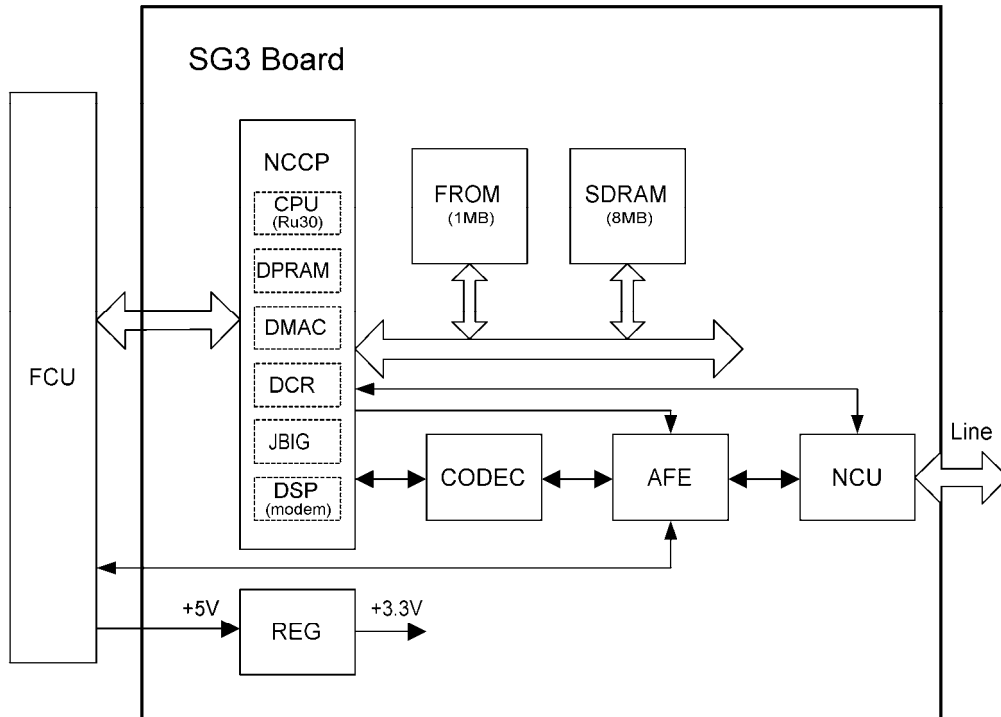 SG3 Board
FCU
NCCP
CPU
(Ru30)
DPRAM
DMAC
DCR
JBIG
DSP
(modem)
FROM
(1MB)
SDRAM
(8MB)
CODEC
AFE
NCU
Line
+5V
REG
+3.3V